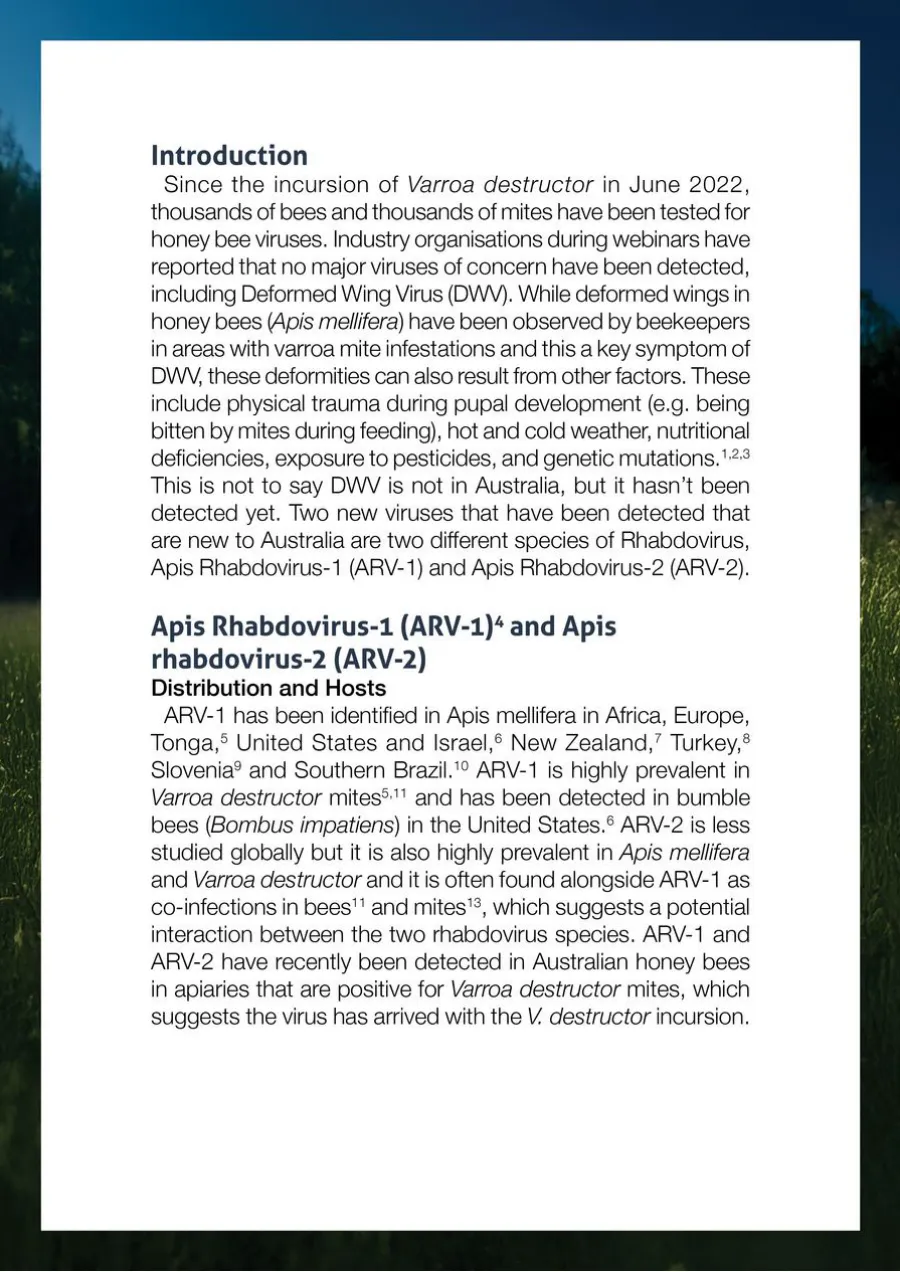 Introduction
Since the incursion of Varroa destructor in June 2022,
thousands of bees and thousands of mites have been tested for
honey bee viruses. Industry organisations during webinars have
reported that no major viruses of concern have been detected,
including Deformed Wing Virus (DWV). While deformed wings in
honey bees (Apis mellifera) have been observed by beekeepers
in areas with varroa mite infestations and this a key symptom of
DWV, these deformities can also result from other factors. These
include physical trauma during pupal development (e.g. being
bitten by mites during feeding), hot and cold weather, nutritional
deficiencies, exposure to pesticides, and genetic mutations.1,2,3
This is not to say DWV is not in Australia, but it hasn’t been
detected yet. Two new viruses that have been detected that
are new to Australia are two different species of Rhabdovirus,
Apis Rhabdovirus-1 (ARV-1) and Apis Rhabdovirus-2 (ARV-2).
Apis Rhabdovirus-1 (ARV-1)4 and Apis
rhabdovirus-2 (ARV-2)
Distribution and Hosts
ARV-1 has been identified in Apis mellifera in Africa, Europe,
Tonga,5 United States and Israel,6 New Zealand,7 Turkey,8
Slovenia9 and Southern Brazil.10 ARV-1 is highly prevalent in
Varroa destructor mites5,11 and has been detected in bumble
bees (Bombus impatiens) in the United States.6 ARV-2 is less
studied globally but it is also highly prevalent in Apis mellifera
and Varroa destructor and it is often found alongside ARV-1 as
co-infections in bees11 and mites13, which suggests a potential
interaction between the two rhabdovirus species. ARV-1 and
ARV-2 have recently been detected in Australian honey bees
in apiaries that are positive for Varroa destructor mites, which
suggests the virus has arrived with the V. destructor incursion.